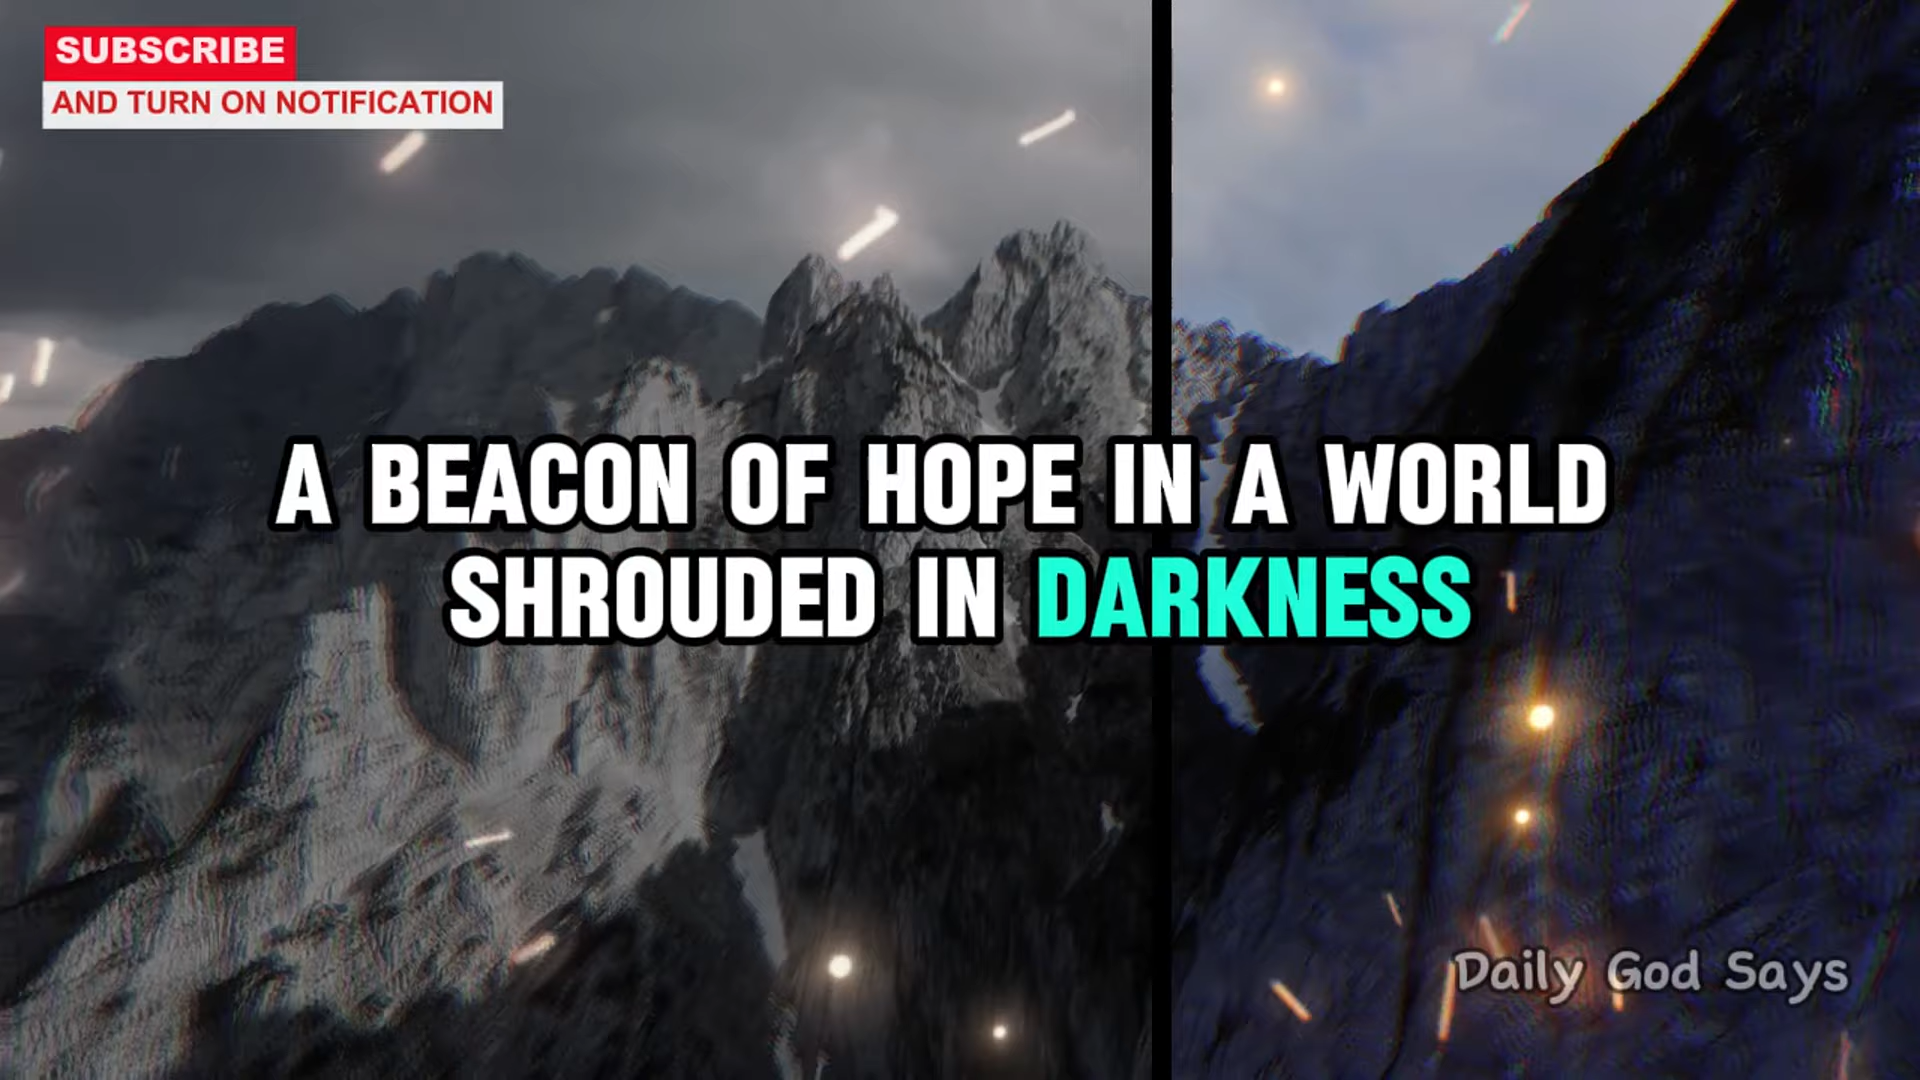 SUBSCRIBE
AND TURN ON NOTIFICATION
A BEACON OF HOPE IN A WORLD
SHROUDED IN DARKNESS
Daily God Says